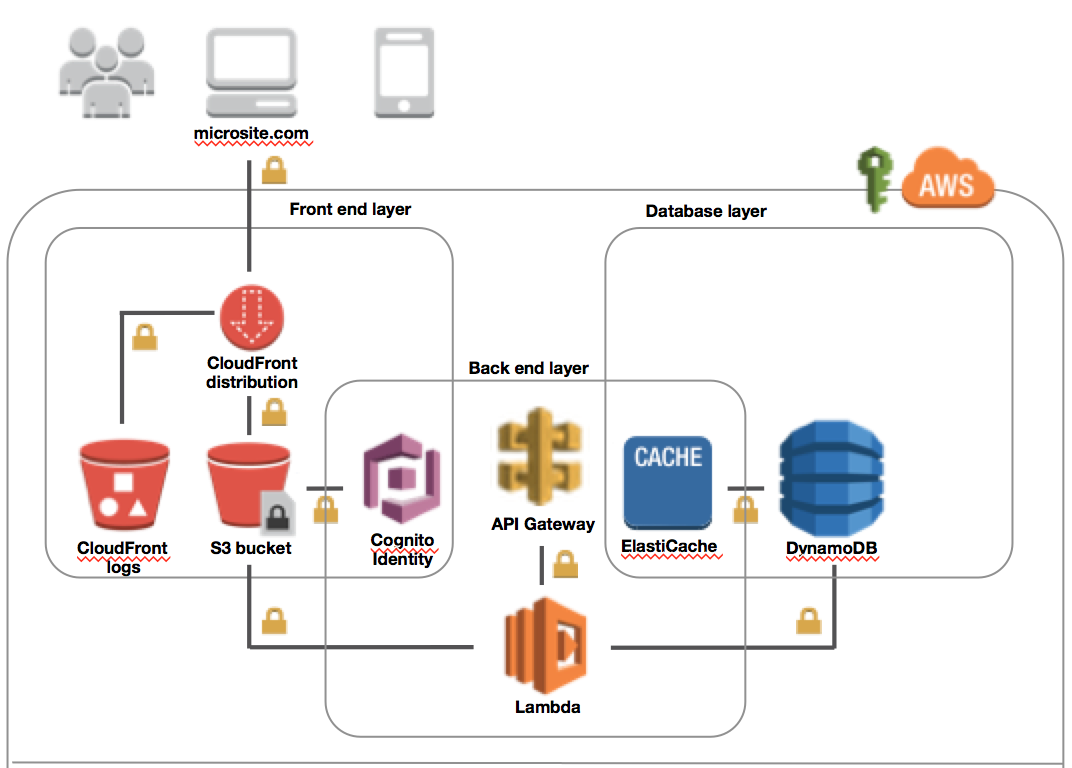 microsite.com
AWS
Front end layer
Database layer
CloudFront
distribution
Back end layer
CACHE
CloudFront
logs
S3 bucket
Cognito
Identity
API Gateway
ElastiCache
DynamoDB
Lambda